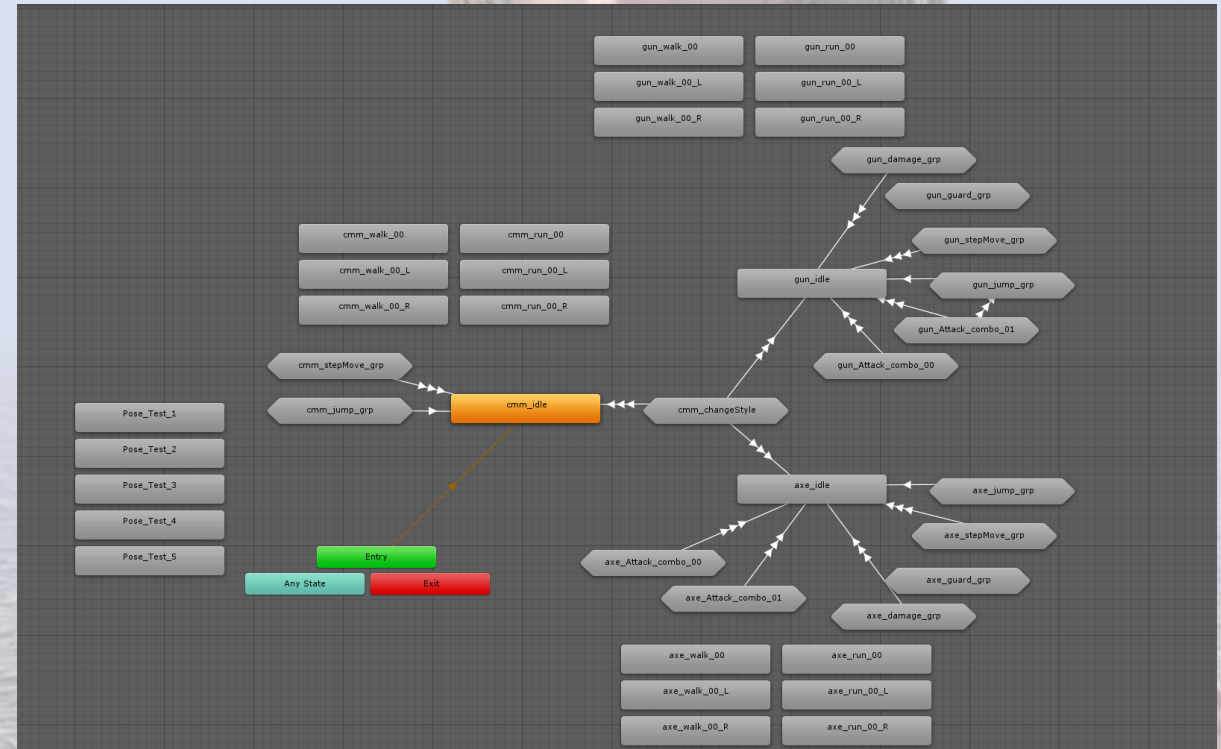 gun_walk_00
gun_run_00
gun_walk_00_L
gun_run_00_L
gun_walk_00_R
gun_run_00_R
gun_damage_grp
gun_guard_grp
cmm_walk_00
cmm_run_00
gun_stepMove_grp
cmm_walk_00_L
cmm_run_00_L
gun_idle
gun_jump_grp
cmm_walk_00_R
cmm_run_00_R
gun_Attack_combo_01
cmm_stepMove_grp
gun_Attack_combo_00
cmm_jump_grp
cmm_idle
cmm_changeStyle
Pose_Test_1
Pose_Test_2
Pose_Test_3
axe_idle
axe_jump_grp
Pose_Test_4
axe_stepMove_grp
Pose_Test_5
Entry
axe_Attack_combo_00
Any State
Exit
axe_guard_grp
axe_Attack_combo_01
axe_damage_grp
axe_walk_00
axe_run_00
axe_walk_00_L
axe_run_00_L
axe_walk_00_R
axe_run_00_R